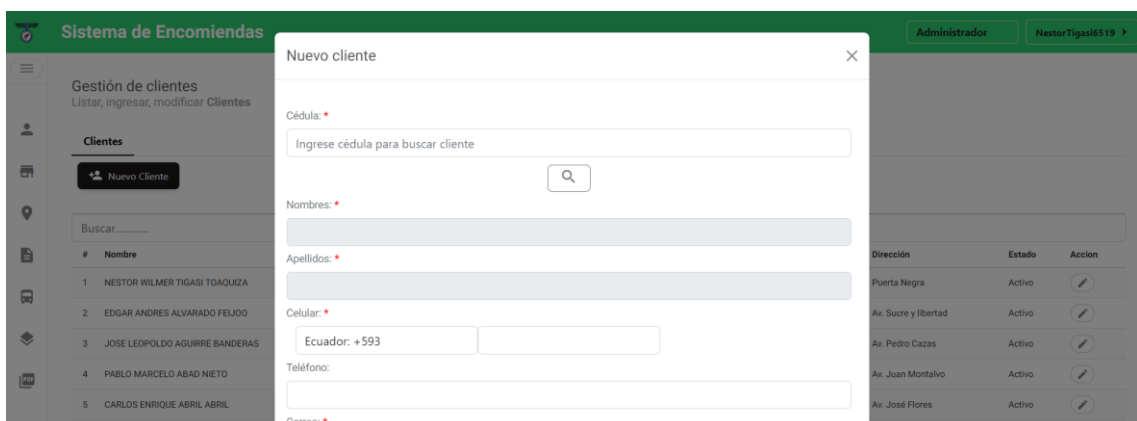 Sistema de Encomiendas
Administrador
NestorTigasi6519
Nuevo cliente
Gestión de clientes
Listar, ingresar, modificar Clientes
Clientes
Nuevo Cliente
Cédula: *
Ingrese cédula para buscar cliente
Nombres: *
Apellidos: *
Celular: *
Ecuador: +593
Teléfono:
Correo: *
Buscar............
# Nombre Dirección Estado Accion
1 NESTOR WILMER TIGASI TOAQUIZA Puerta Negra Activo
2 EDGAR ANDRES ALVARADO FEIJOO Av. Sucre y libertad Activo
3 JOSE LEOPOLDO AGUIRRE BANDERAS Av. Pedro Cazas Activo
4 PABLO MARCELO ABAD NIETO Av. Juan Montalvo Activo
5 CARLOS ENRIQUE ABRIL ABRIL Av. José Flores Activo